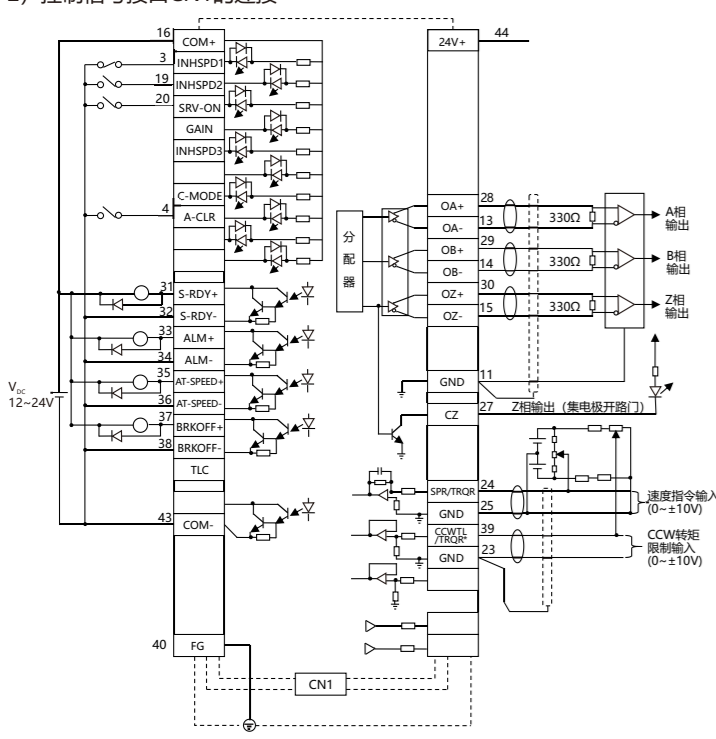 2) 控制信号接口CN1的连接
16
COM+
3
INHSPD1
19
INHSPD2
20
SRV-ON
GAIN
INHSPD3
C-MODE
4
A-CLR
31
S-RDY+
32
S-RDY-
33
ALM+
34
ALM-
35
AT-SPEED+
36
AT-SPEED-
37
BRKOFF+
38
BRKOFF-
TLC
43
COM-
40
FG
V_DC
12~24V
24V+
44
分配器
OA+
28
OA-
13
OB+
29
OB-
14
OZ+
30
OZ-
15
330Ω
330Ω
330Ω
A相
输出
B相
输出
Z相
输出
GND
11
CZ
27
Z相输出(集电极开路门)
SPR/TRQR
24
GND
25
CCWTL
/TRQR*
39
GND
23
速度指令输入
(0~±10V)
CCW转矩
限制输入
(0~±10V)
CN1